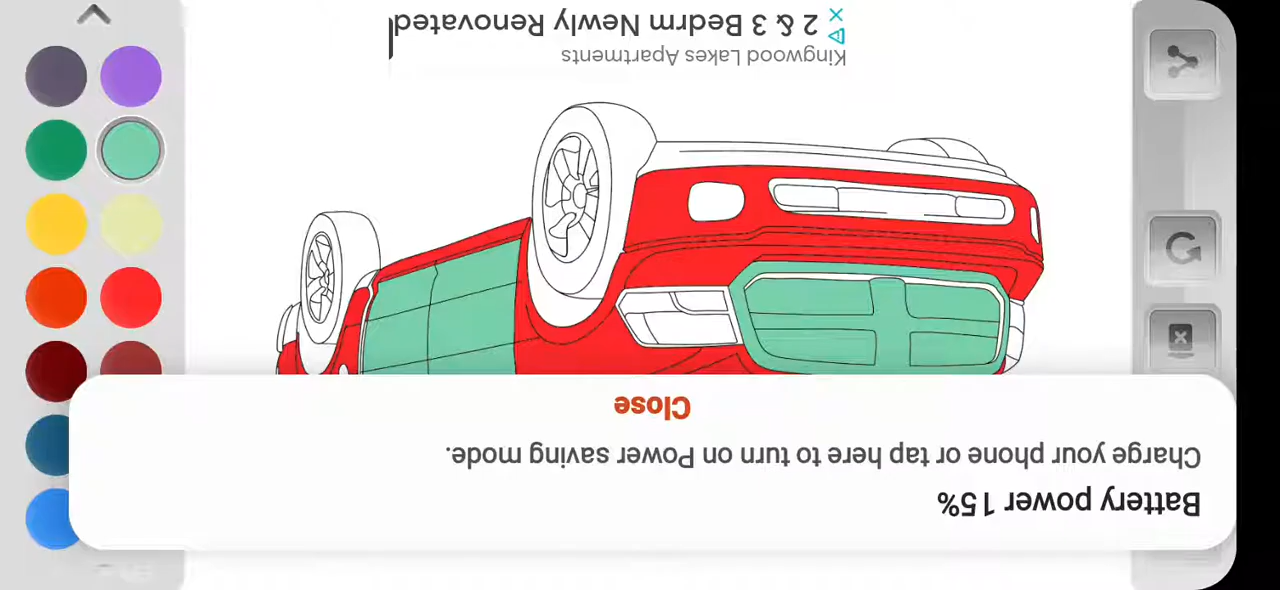 Battery power 15%
Charge your phone or tap here to turn on Power saving mode.
Close
Kingwood Lakes Apartments
2 & 3 Bedrm Newly Renovated